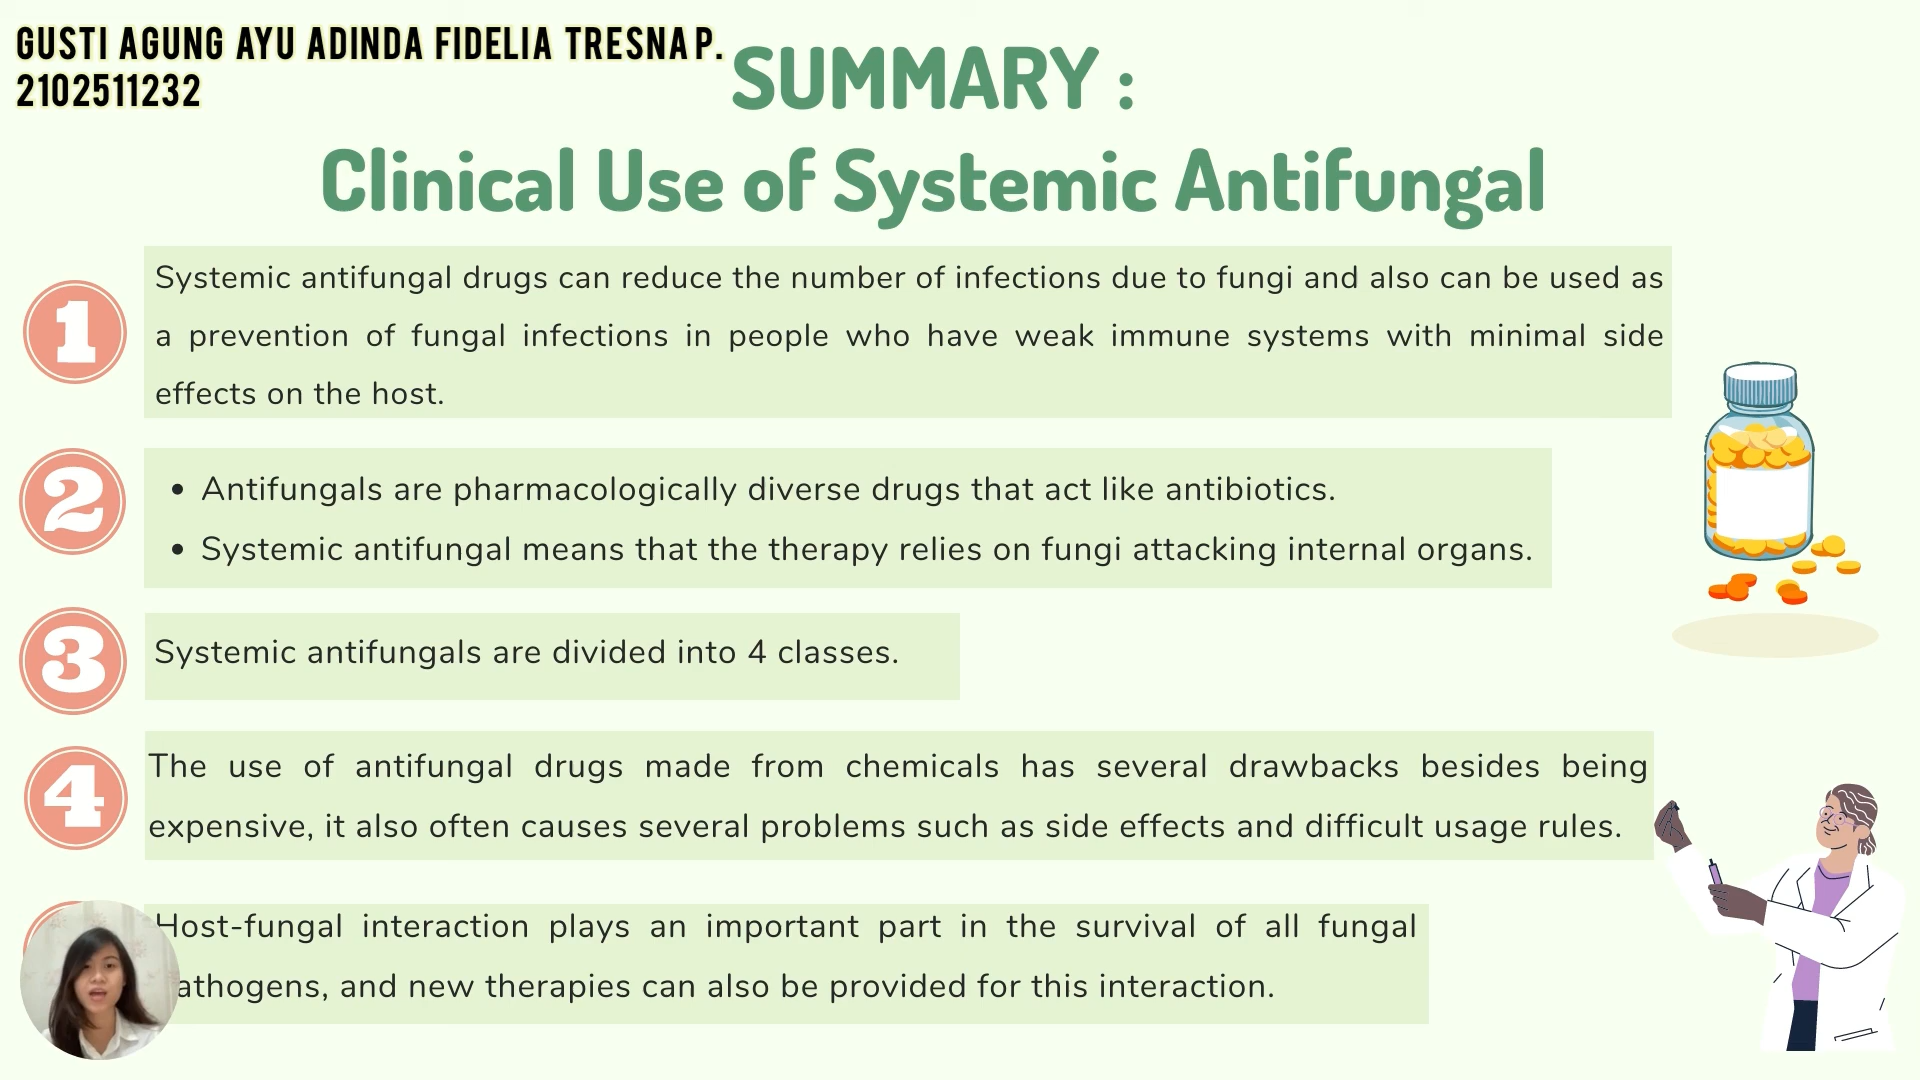 GUSTI AGUNG AYU ADINDA FIDELIA TRESNA P.
2102511232
SUMMARY :
Clinical Use of Systemic Antifungal
1
Systemic antifungal drugs can reduce the number of infections due to fungi and also can be used as
a prevention of fungal infections in people who have weak immune systems with minimal side
effects on the host.
2
• Antifungals are pharmacologically diverse drugs that act like antibiotics.
• Systemic antifungal means that the therapy relies on fungi attacking internal organs.
3
Systemic antifungals are divided into 4 classes.
4
The use of antifungal drugs made from chemicals has several drawbacks besides being
expensive, it also often causes several problems such as side effects and difficult usage rules.
Host-fungal interaction plays an important part in the survival of all fungal
athogens, and new therapies can also be provided for this interaction.